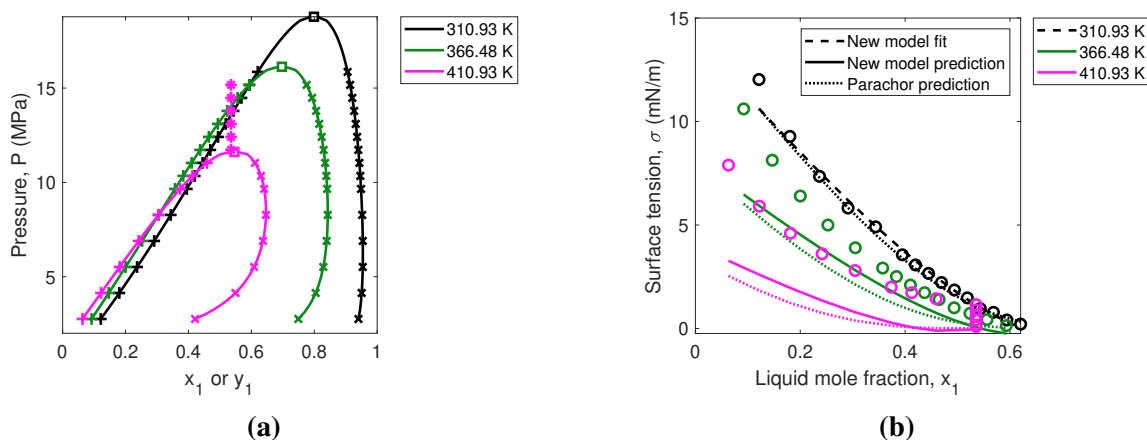 310.93 K
366.48 K
410.93 K
Pressure, P (MPa)
15
10
5
0
0.2
0.4
0.6
0.8
1
x1 or y1
(a)
New model fit
New model prediction
Parachor prediction
310.93 K
366.48 K
410.93 K
Surface tension, σ (mN/m)
15
10
5
0
0
0.2
0.4
0.6
Liquid mole fraction, x1
(b)